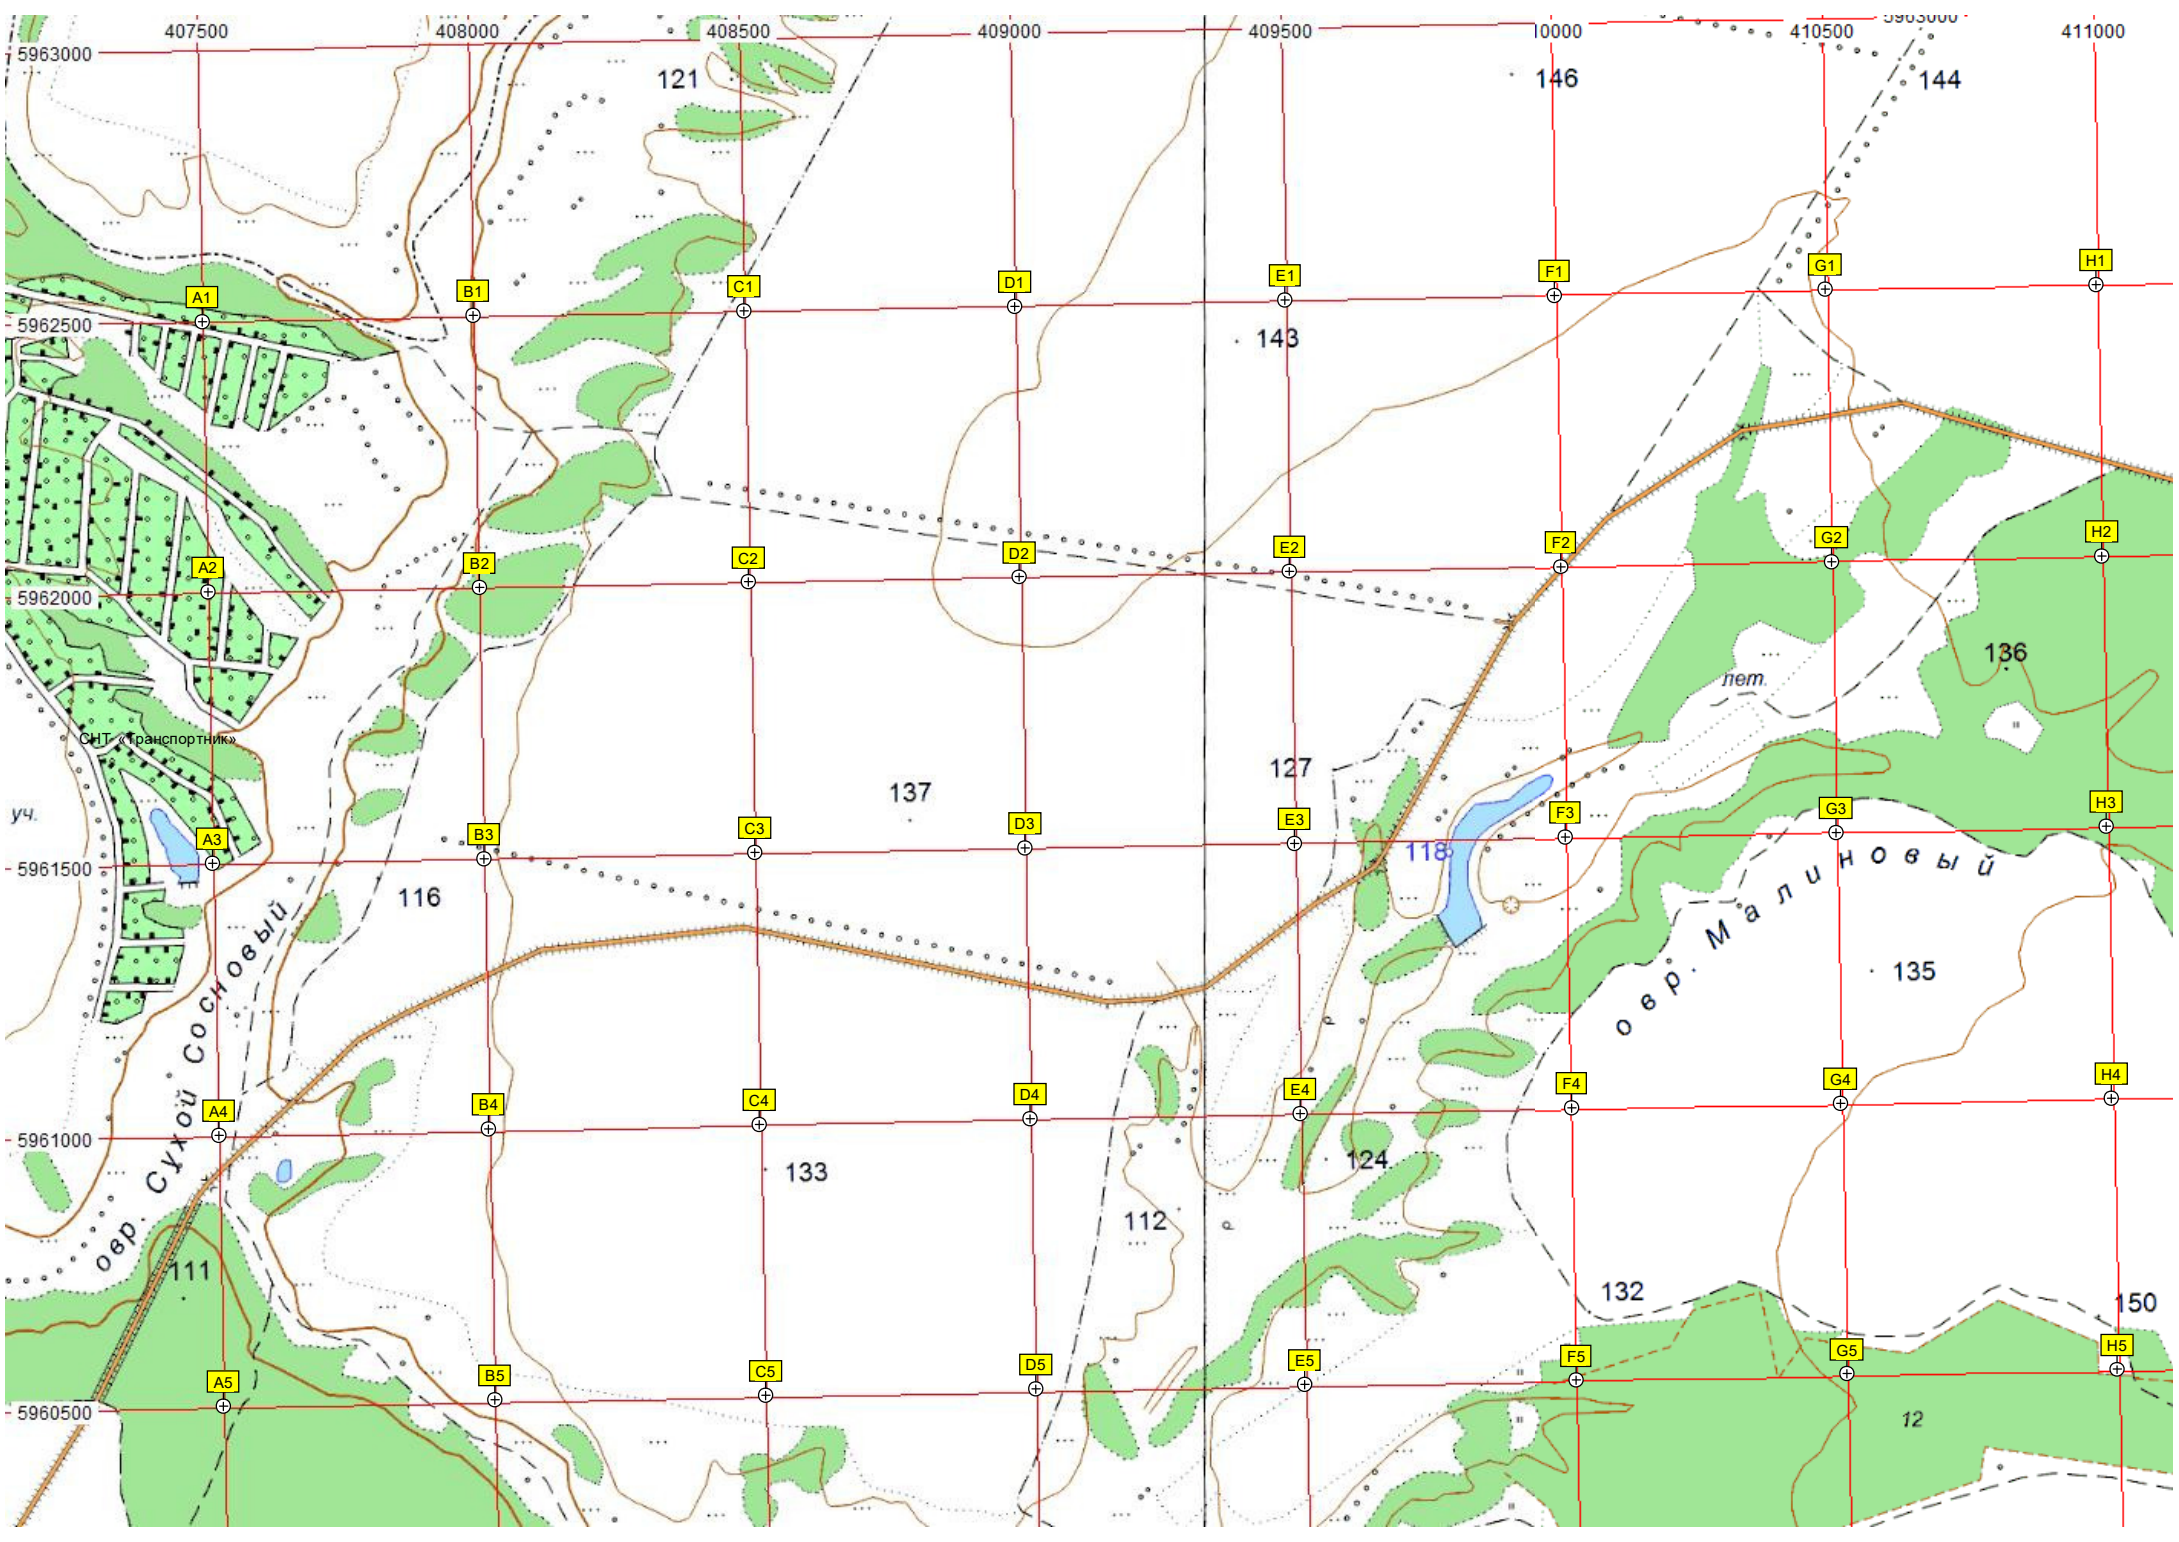 407500 408000 408500 409000 409500 10000 410500 5963000 411000
5963000
121 146 144
A1 B1 C1 D1 E1 F1 G1 H1
5962500
143
A2 B2 C2 D2 E2 F2 G2 H2
5962000
136
лет.
СНТ «Транспортник»
127
137
уч.
A3 B3 C3 D3 E3 F3 G3 H3
118
5961500
116
овр. Малиновый
135
овр. Сухой Сосновый
A4 B4 C4 D4 E4 F4 G4 H4
5961000
133
124
112
р
р
111
132
150
A5 B5 C5 D5 E5 F5 G5 H5
5960500
12